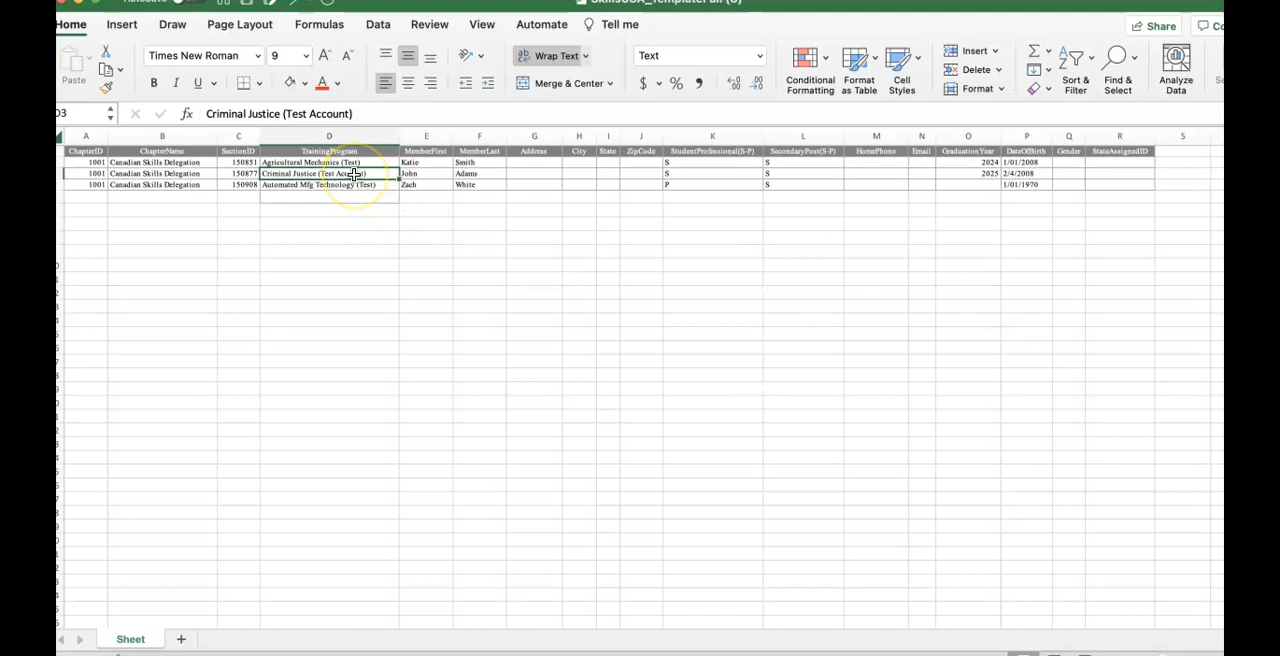 Home Insert Draw Page Layout Formulas Data Review View Automate Tell me
Share
Paste
Times New Roman 9
Wrap Text
Merge & Center
Text
Conditional Formatting
Format as Table
Cell Styles
Insert
Delete
Format
Sort & Filter
Find & Select
Analyze Data
D3 fx Criminal Justice (Test Account)
A B C D E F G H I J K L M N O P Q R S
ChapterID ChapterName SectionID TrainingProgram MemberFirst MemberLast Address City State ZipCode StudentProfessional(S-P) SecondaryPost(S-P) HomePhone Email GraduationYear DateOfBirth Gender StateAssignedID
1001 Canadian Skills Delegation 150851 Agricultural Mechanics (Test) Katie Smith S S 2024 1/01/2008
1001 Canadian Skills Delegation 150877 Criminal Justice (Test John Adams S S 2025 2/4/2008
1001 Canadian Skills Delegation 150908 Automated Mfg Technology (Test) Zach White P S 1/01/1970
Sheet